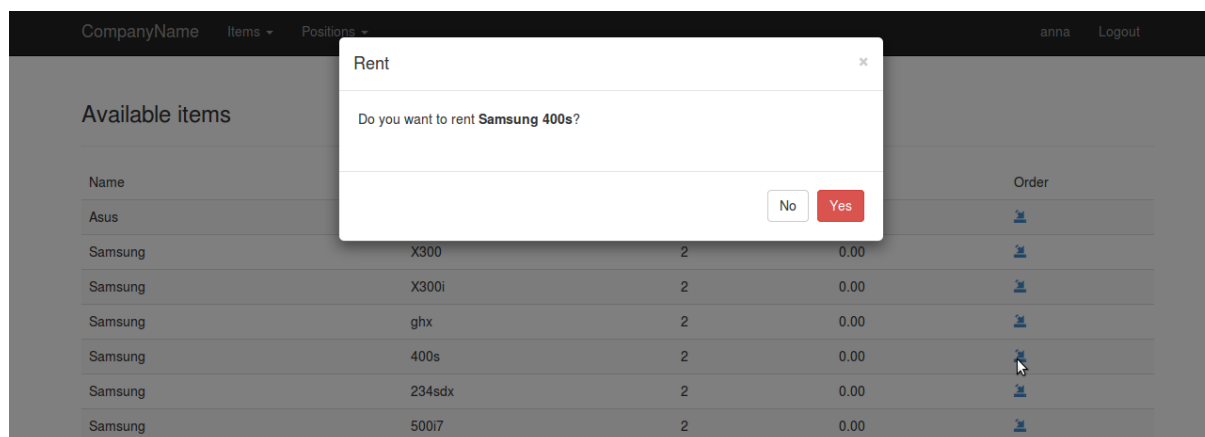 CompanyName Items Positions anna Logout
Rent ×
Available items
Do you want to rent Samsung 400s?
Name Order
No Yes
Asus
Samsung X300 2 0.00
Samsung X300i 2 0.00
Samsung ghx 2 0.00
Samsung 400s 2 0.00
Samsung 234sdx 2 0.00
Samsung 500i7 2 0.00